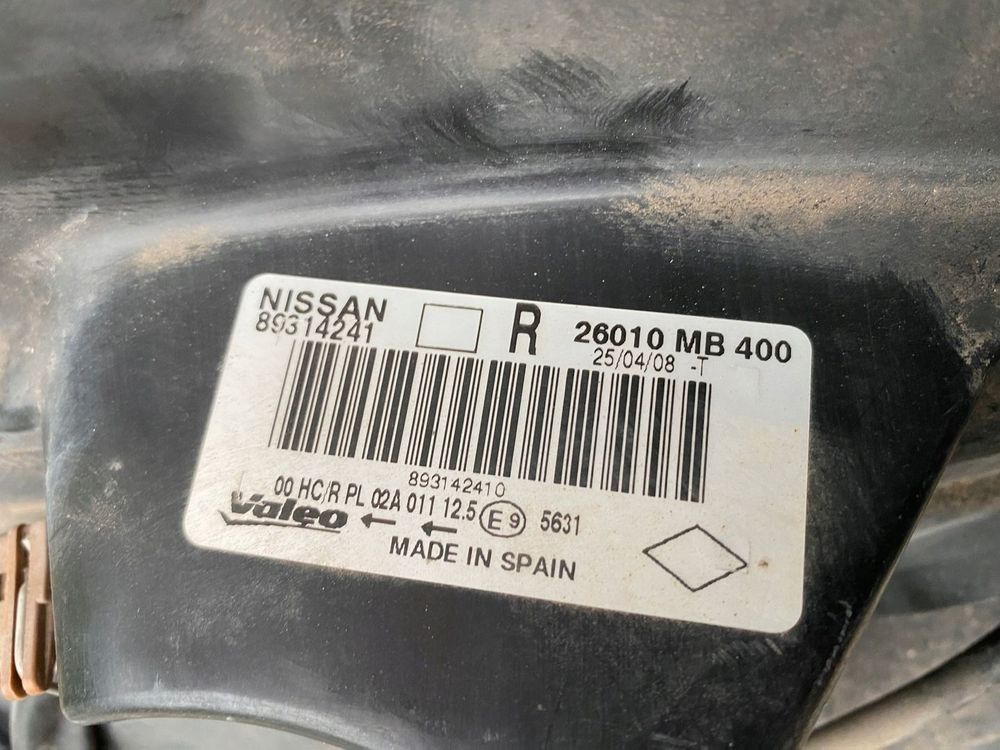 NISSAN R 26010 MB 400
89314241 25/04/08 -T
893142410
00 HC/R PL 02A 011 12.5 E9 5631
Valeo
MADE IN SPAIN